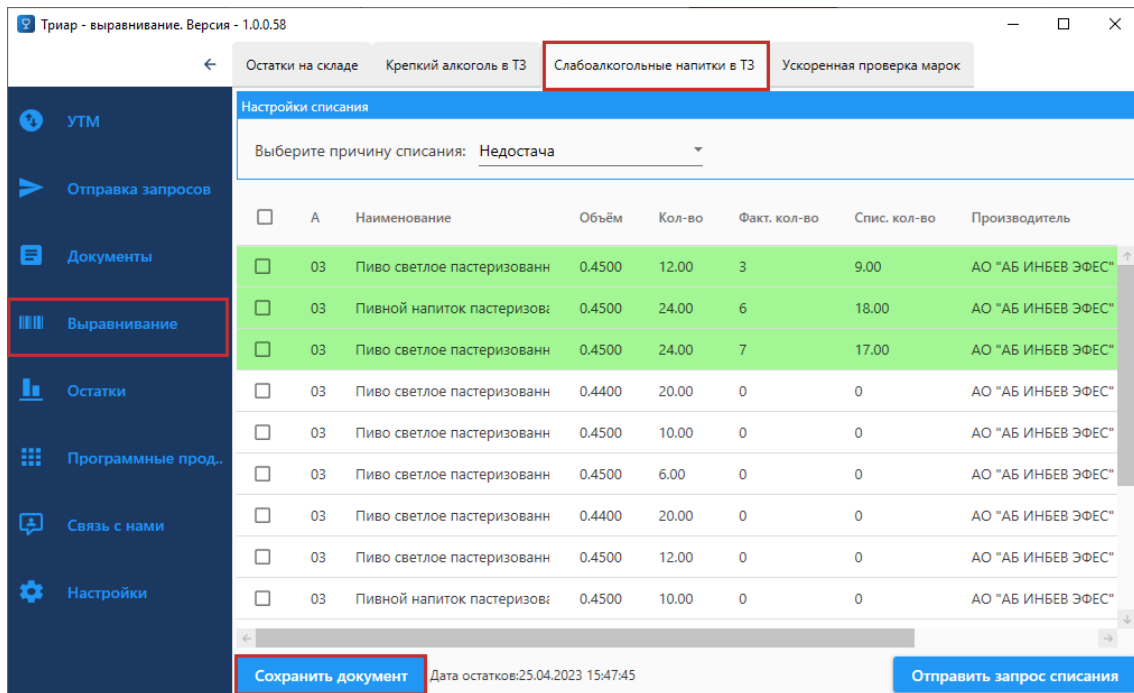 Триар - выравнивание. Версия - 1.0.0.58
Остатки на складе Крепкий алкоголь в ТЗ Слабоалкогольные напитки в ТЗ Ускоренная проверка марок
УТМ
Отправка запросов
Документы
Выравнивание
Остатки
Программные прод..
Связь с нами
Настройки
Настройки списания
Выберите причину списания: Недостача
А Наименование Объём Кол-во Факт. кол-во Спис. кол-во Производитель
03 Пиво светлое пастеризованн 0.4500 12.00 3 9.00 АО "АБ ИНБЕВ ЭФЕС"
03 Пивной напиток пастеризова 0.4500 24.00 6 18.00 АО "АБ ИНБЕВ ЭФЕС"
03 Пиво светлое пастеризованн 0.4500 24.00 7 17.00 АО "АБ ИНБЕВ ЭФЕС"
03 Пиво светлое пастеризованн 0.4400 20.00 0 0 АО "АБ ИНБЕВ ЭФЕС"
03 Пиво светлое пастеризованн 0.4500 10.00 0 0 АО "АБ ИНБЕВ ЭФЕС"
03 Пиво светлое пастеризованн 0.4500 6.00 0 0 АО "АБ ИНБЕВ ЭФЕС"
03 Пиво светлое пастеризованн 0.4400 20.00 0 0 АО "АБ ИНБЕВ ЭФЕС"
03 Пиво светлое пастеризованн 0.4500 12.00 0 0 АО "АБ ИНБЕВ ЭФЕС"
03 Пивной напиток пастеризова 0.4500 10.00 0 0 АО "АБ ИНБЕВ ЭФЕС"
Сохранить документ Дата остатков:25.04.2023 15:47:45 Отправить запрос списания